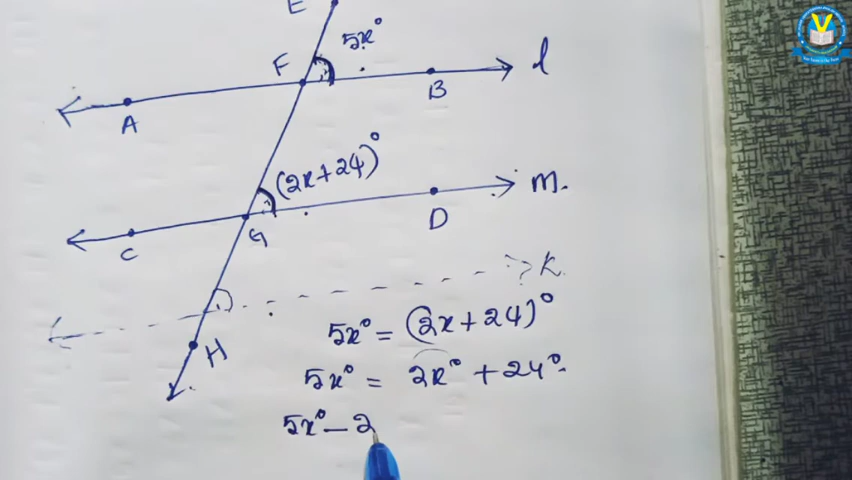 E
5x°
F
B
l
A
(2x+24)°
m.
G
D
C
K
H
5x° = (2x+24)°
5x° = 2x° + 24°.
5x° – 2
V